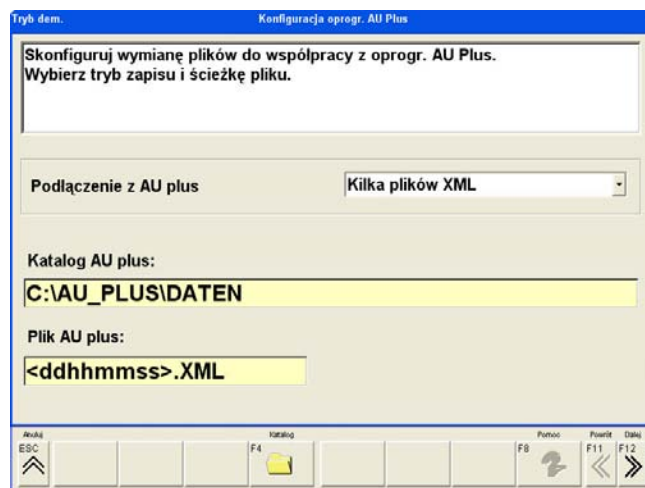 Tryb dem. Konfiguracja oprogr. AU Plus
Skonfiguruj wymianę plików do współpracy z oprogr. AU Plus.
Wybierz tryb zapisu i ścieżkę pliku.
Podłączenie z AU plus Kilka plików XML
Katalog AU plus:
C:\AU_PLUS\DATEN
Plik AU plus:
<ddhhmmss>.XML
Anuluj Katalog Pomoc Powrót Dalej
ESC F4 F8 F11 F12